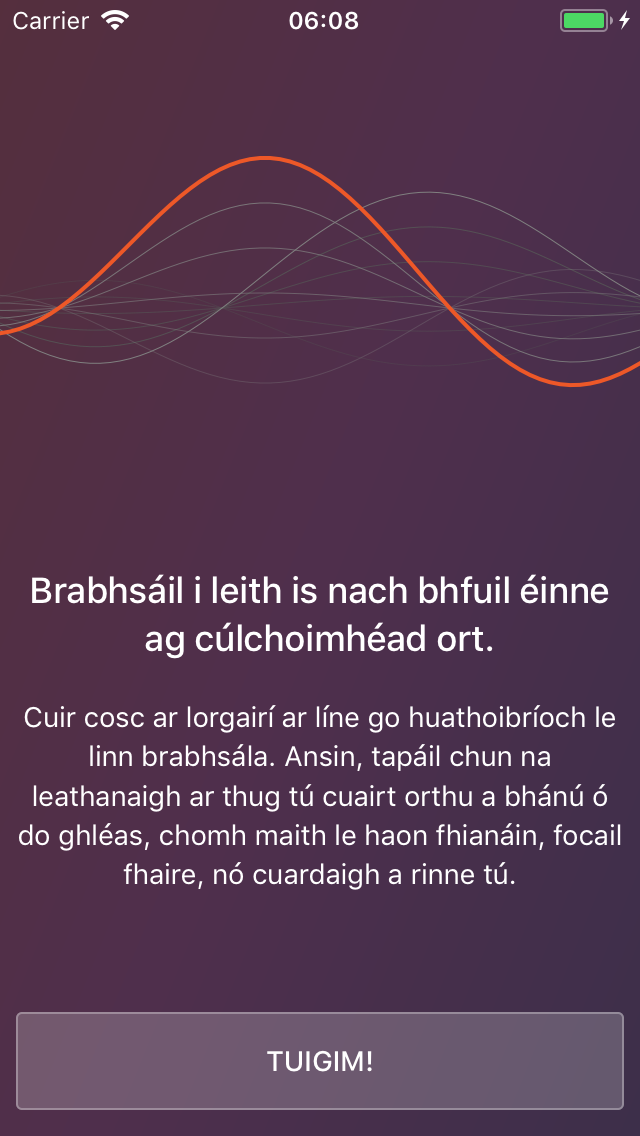 Carrier 06:08
Brabhsáil i leith is nach bhfuil éinne
ag cúlchoimhéad ort.
Cuir cosc ar lorgairí ar líne go huathoibríoch le
linn brabhsála. Ansin, tapáil chun na
leathanaigh ar thug tú cuairt orthu a bhánú ó
do ghléas, chomh maith le haon fhianáin, focail
fhaire, nó cuardaigh a rinne tú.
TUIGIM!